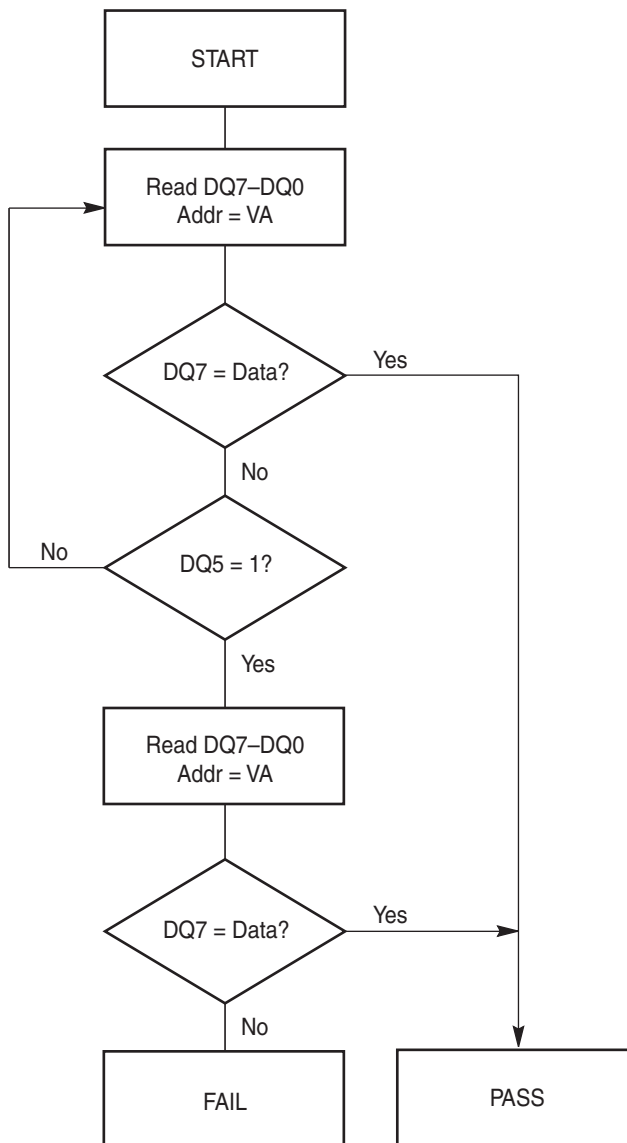 START
Read DQ7–DQ0
Addr = VA
DQ7 = Data?
Yes
No
No
DQ5 = 1?
Yes
Read DQ7–DQ0
Addr = VA
DQ7 = Data?
Yes
No
FAIL
PASS